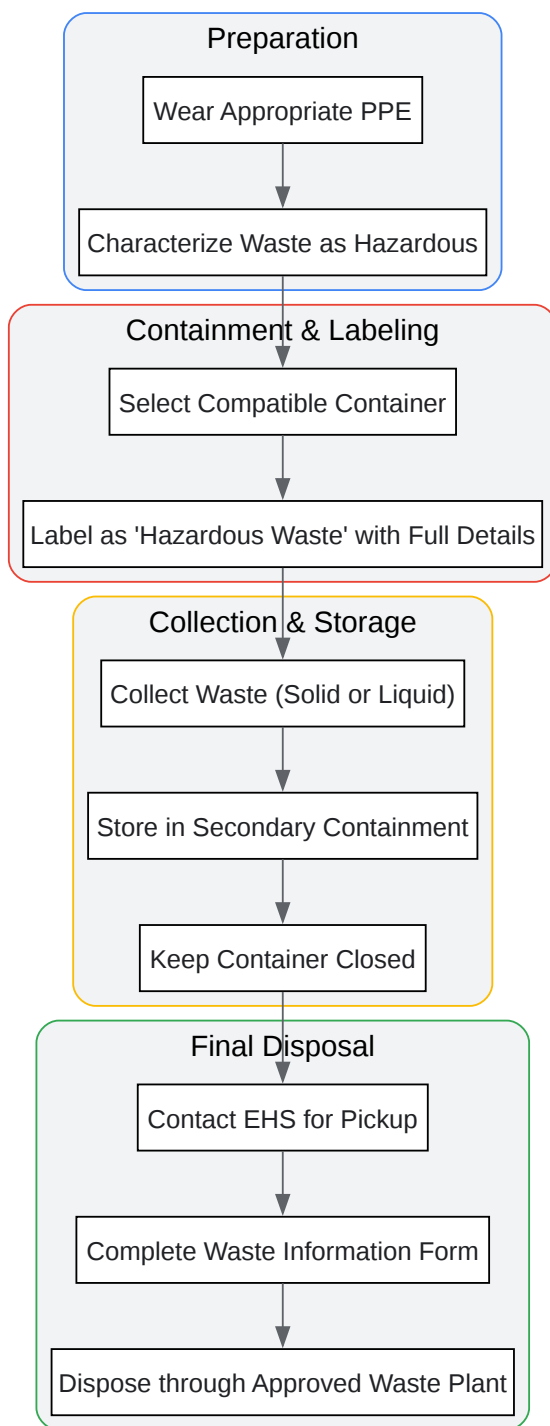 Preparation
Wear Appropriate PPE
Characterize Waste as Hazardous
Containment & Labeling
Select Compatible Container
Label as 'Hazardous Waste' with Full Details
Collection & Storage
Collect Waste (Solid or Liquid)
Store in Secondary Containment
Keep Container Closed
Final Disposal
Contact EHS for Pickup
Complete Waste Information Form
Dispose through Approved Waste Plant